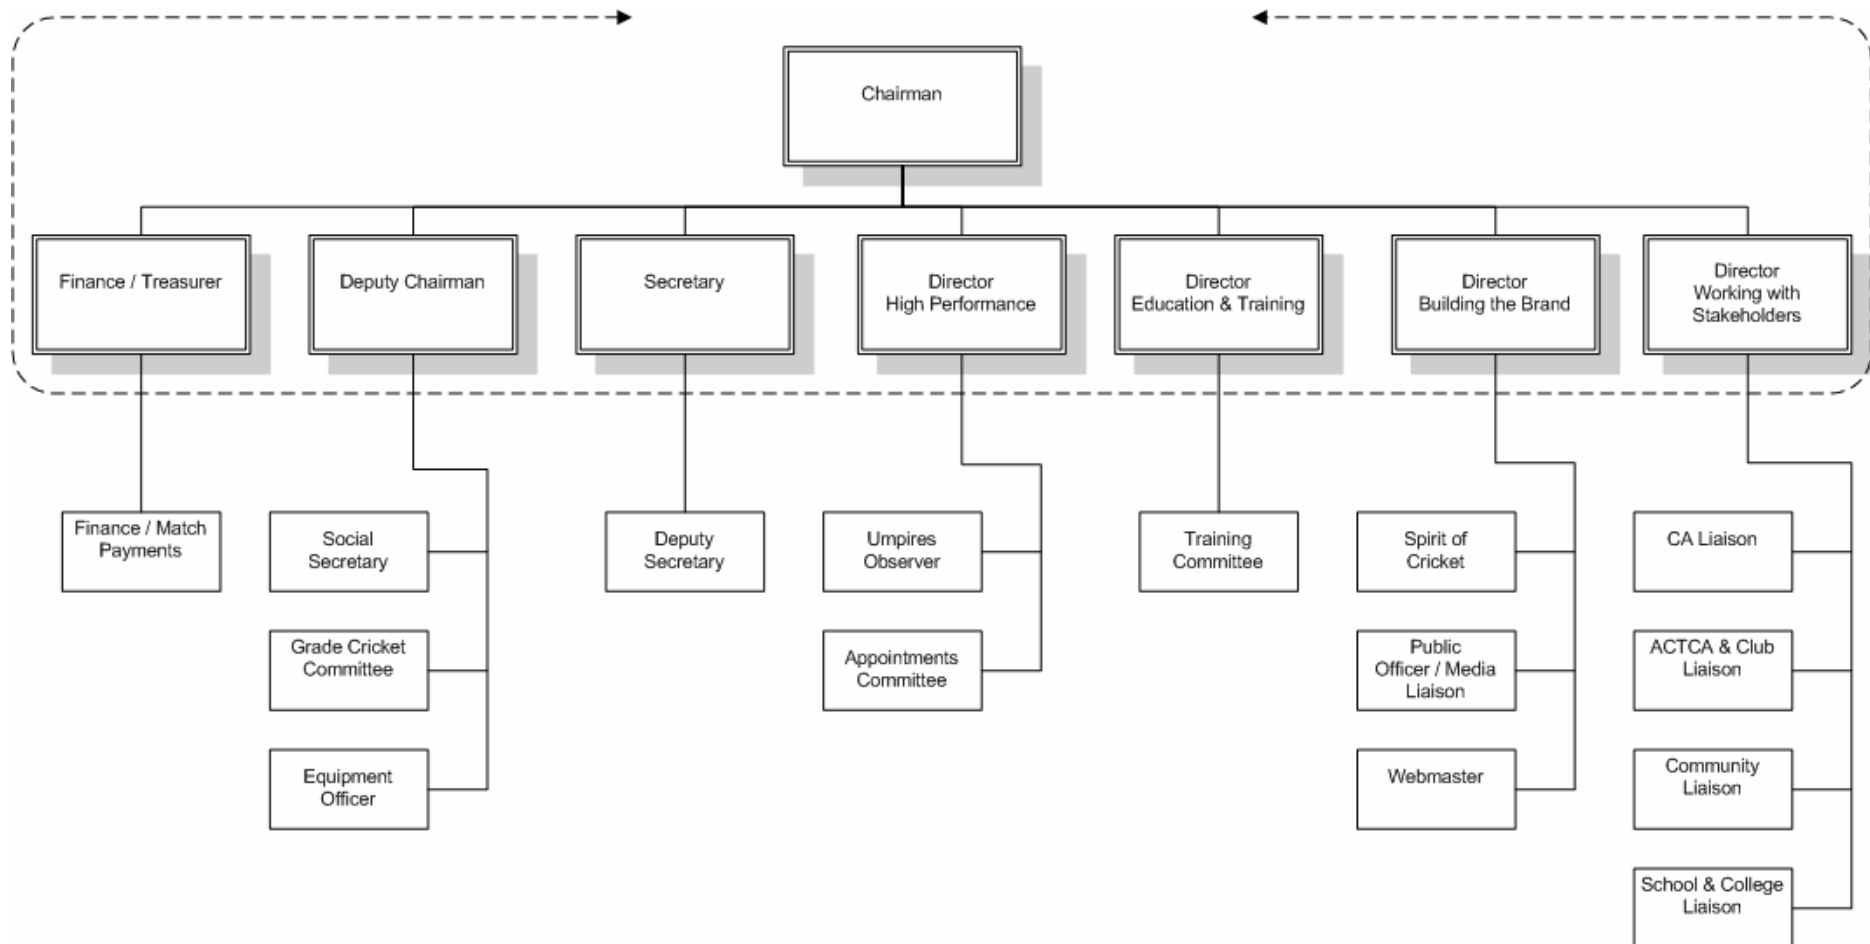 Chairman
Finance / Treasurer
Deputy Chairman
Secretary
Director
High Performance
Director
Education & Training
Director
Building the Brand
Director
Working with
Stakeholders
Finance / Match
Payments
Social
Secretary
Deputy
Secretary
Umpires
Observer
Training
Committee
Spirit of
Cricket
CA Liaison
Grade Cricket
Committee
Appointments
Committee
Public
Officer / Media
Liaison
ACTCA & Club
Liaison
Equipment
Officer
Webmaster
Community
Liaison
School & College
Liaison